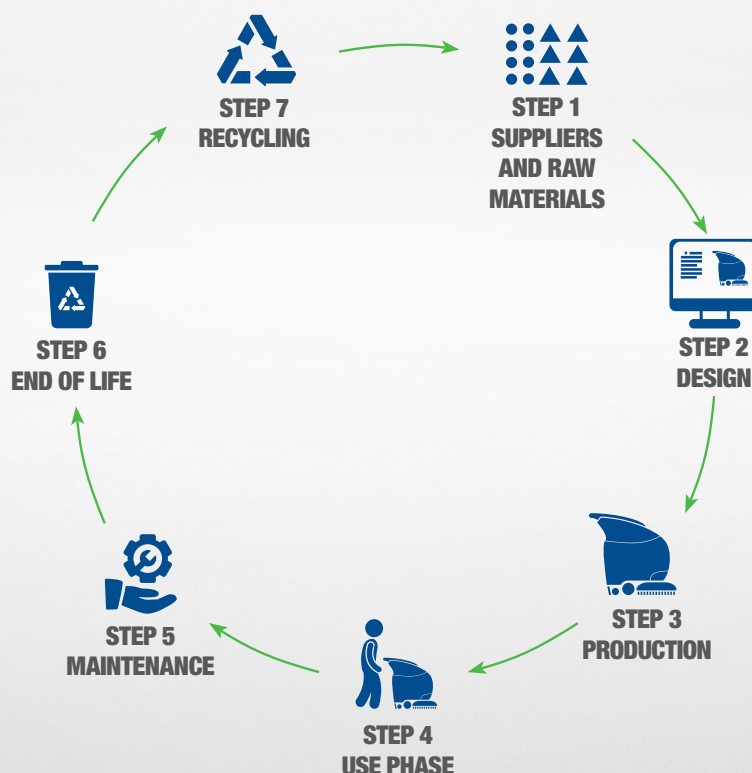 STEP 1
SUPPLIERS
AND RAW
MATERIALS
STEP 2
DESIGN
STEP 3
PRODUCTION
STEP 4
USE PHASE
STEP 5
MAINTENANCE
STEP 6
END OF LIFE
STEP 7
RECYCLING